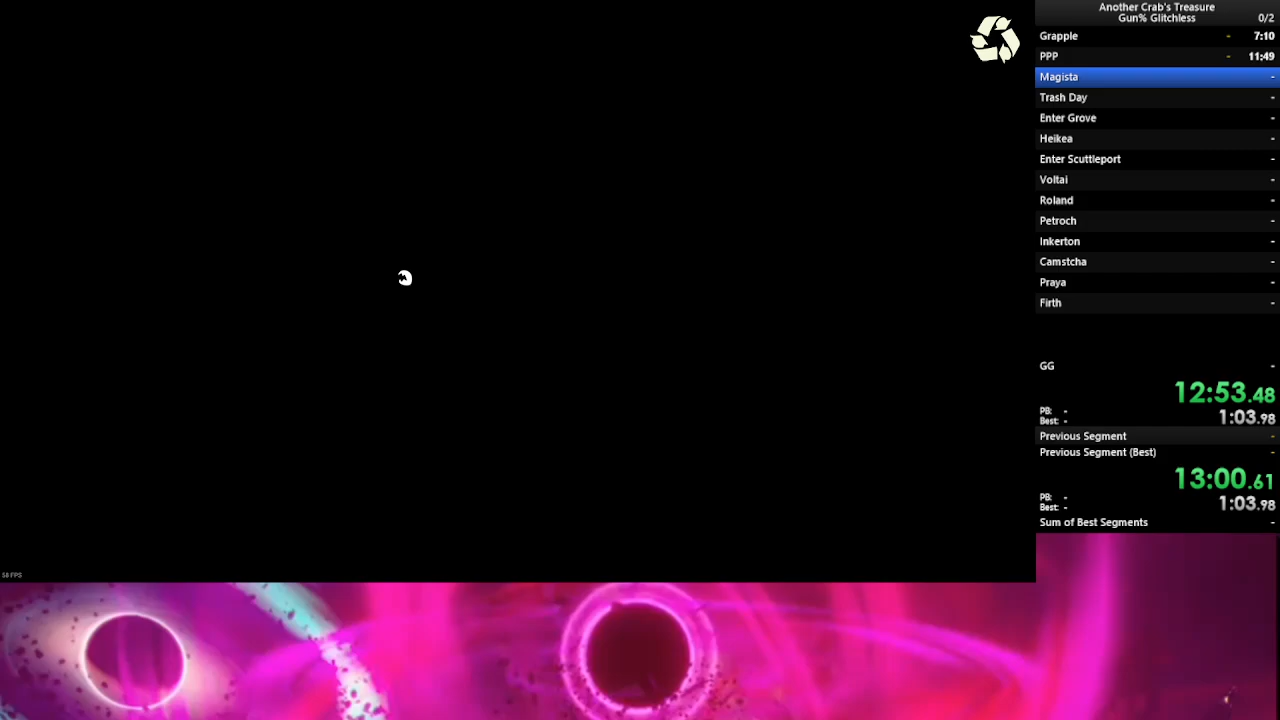 Another Crab's Treasure
Gun% Glitchless 0/2
Grapple - 7:10
PPP - 11:49
Magista -
Trash Day -
Enter Grove -
Heikea -
Enter Scuttleport -
Voltai -
Roland -
Petroch -
Inkerton -
Camstcha -
Praya -
Firth -
GG -
12:53.48
PB: - 1:03.98
Best: -
Previous Segment -
Previous Segment (Best) -
13:00.61
PB: - 1:03.98
Best: -
Sum of Best Segments -
58 FPS